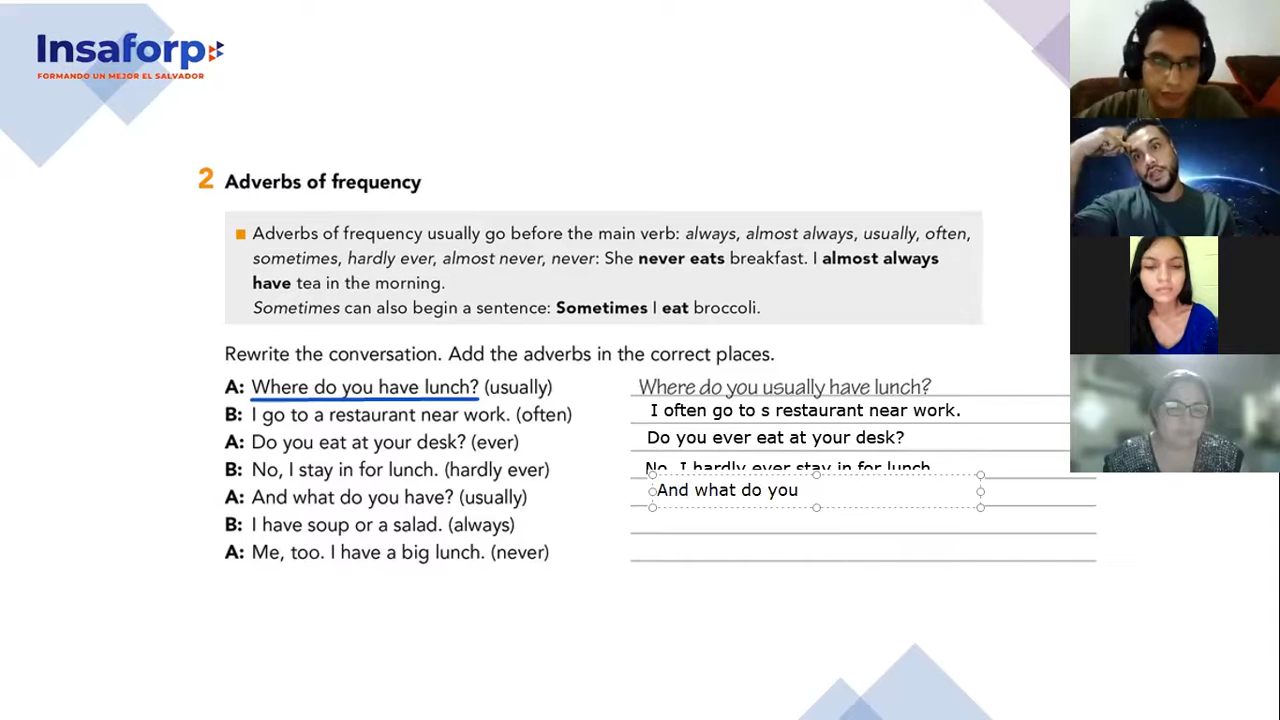 Insaforp
FORMANDO UN MEJOR EL SALVADOR
2 Adverbs of frequency
Adverbs of frequency usually go before the main verb: always, almost always, usually, often,
sometimes, hardly ever, almost never, never: She never eats breakfast. I almost always
have tea in the morning.
Sometimes can also begin a sentence: Sometimes I eat broccoli.
Rewrite the conversation. Add the adverbs in the correct places.
A: Where do you have lunch? (usually) Where do you usually have lunch?
B: I go to a restaurant near work. (often) I often go to s restaurant near work.
A: Do you eat at your desk? (ever) Do you ever eat at your desk?
B: No, I stay in for lunch. (hardly ever) No, I hardly ever stay in for lunch.
A: And what do you have? (usually) And what do you
B: I have soup or a salad. (always)
A: Me, too. I have a big lunch. (never)